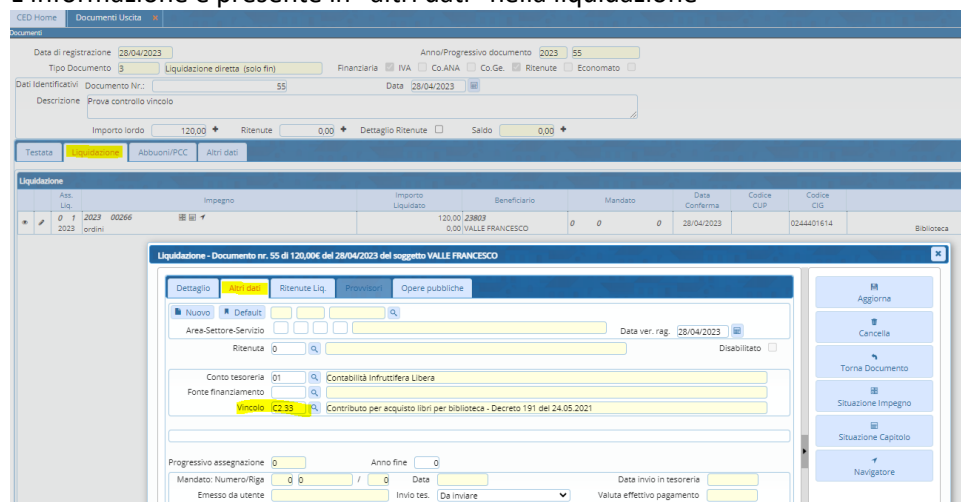 L'informazione è presente in "altri dati" nella liquidazione
CED Home Documenti Uscita
Documenti
Data di registrazione 28/04/2023 Anno/Progressivo documento 2023 55
Tipo Documento 3 Liquidazione diretta (solo fin) Finanziaria IVA Co.ANA Co.Ge. Ritenute Economato
Dati Identificativi Documento Nr.: 55 Data 28/04/2023
Descrizione Prova controllo vincolo
Importo lordo 120,00 Ritenute 0,00 Dettaglio Ritenute Saldo 0,00
Testata Liquidazione Abbuoni/PCC Altri dati
Liquidazione
Ass. Liq. Impegno Importo Liquidato Beneficiario Mandato Data Conferma Codice CUP Codice CIG
0 1 2023 00266 120,00 23803 0 0 0 28/04/2023 0244401614
2023 ordini 0,00 VALLE FRANCESCO Biblioteca
Liquidazione - Documento nr. 55 di 120,00€ del 28/04/2023 del soggetto VALLE FRANCESCO
Dettaglio Altri dati Ritenute Liq. Provvisori Opere pubbliche
Nuovo Default
Area-Settore-Servizio Data ver. rag. 28/04/2023
Ritenuta 0 Disabilitato
Conto tesoreria 01 Contabilità Infruttifera Libera
Fonte finanziamento
Vincolo C2.33 Contributo per acquisto libri per biblioteca - Decreto 191 del 24.05.2021
Progressivo assegnazione 0 Anno fine 0
Mandato: Numero/Riga 0 0 / 0 Data Data invio in tesoreria
Emesso da utente Invio tes. Da inviare Valuta effettivo pagamento
Aggiorna
Cancella
Torna Documento
Situazione Impegno
Situazione Capitolo
Navigatore